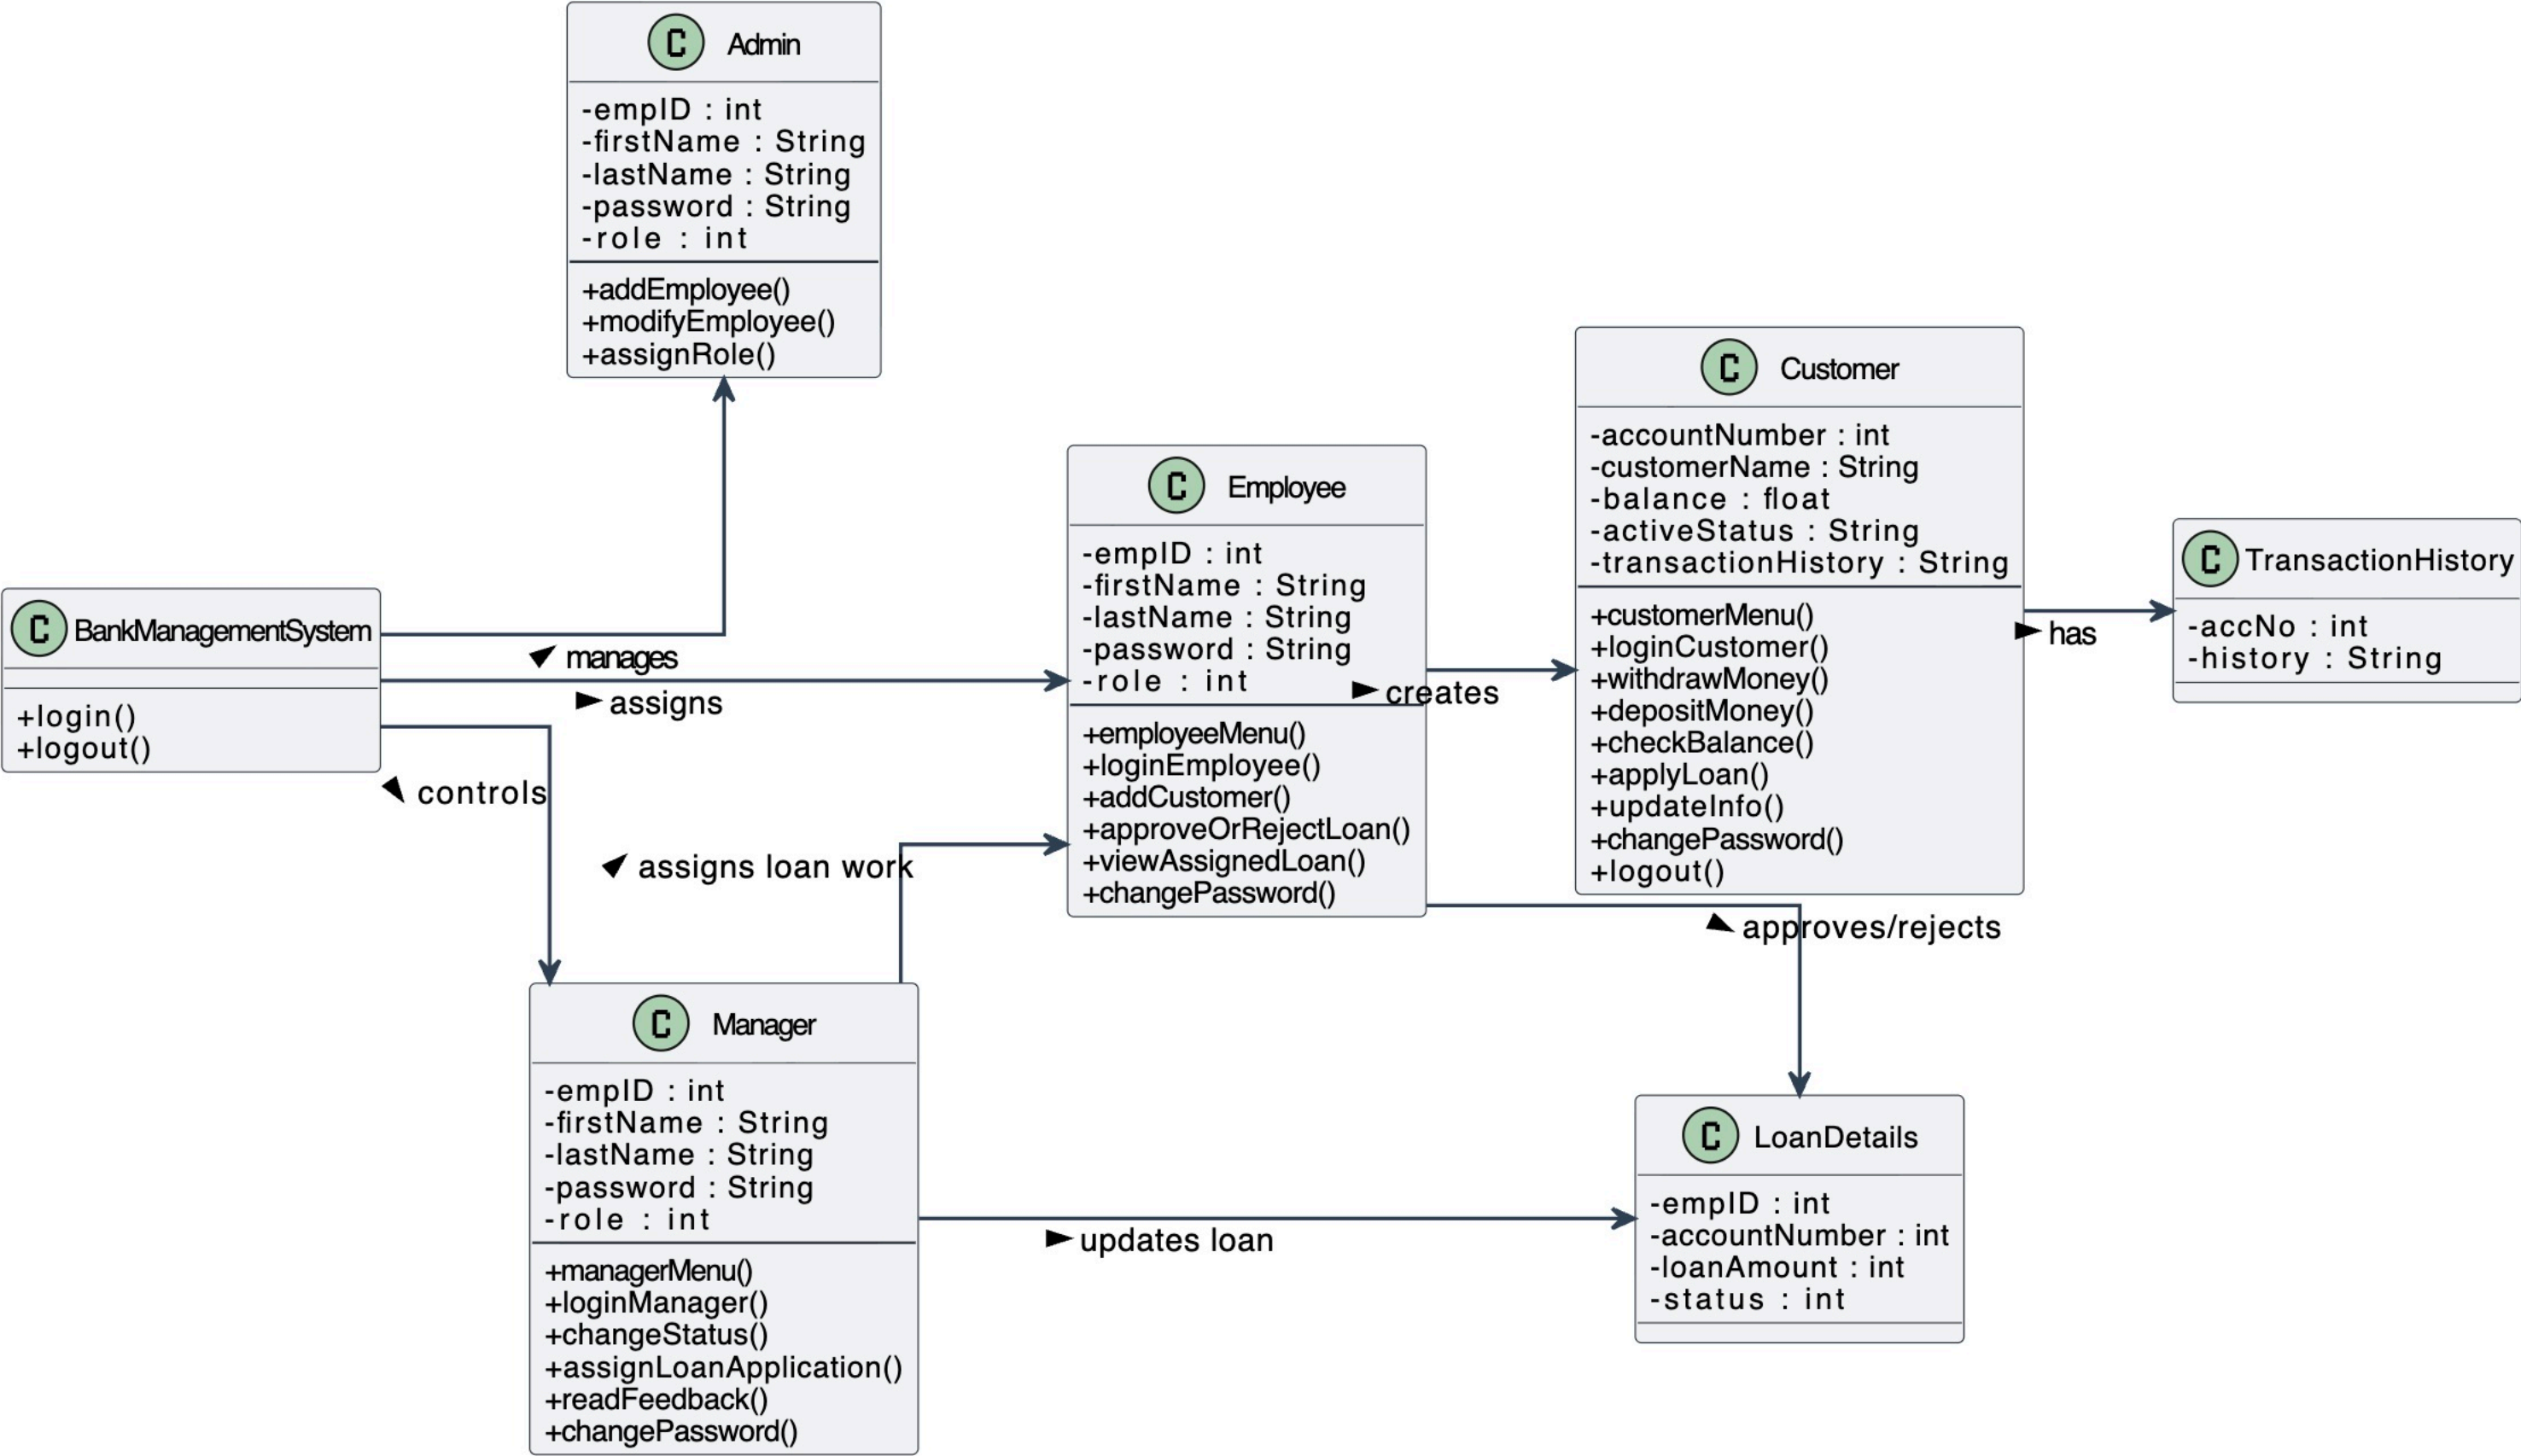 C Admin
-empID : int
-firstName : String
-lastName : String
-password : String
-role : int
+addEmployee()
+modifyEmployee()
+assignRole()
C BankManagementSystem
+login()
+logout()
manages
assigns
controls
assigns loan work
C Employee
-empID : int
-firstName : String
-lastName : String
-password : String
-role : int
+employeeMenu()
+loginEmployee()
+addCustomer()
+approveOrRejectLoan()
+viewAssignedLoan()
+changePassword()
creates
C Customer
-accountNumber : int
-customerName : String
-balance : float
-activeStatus : String
-transactionHistory : String
+customerMenu()
+loginCustomer()
+withdrawMoney()
+depositMoney()
+checkBalance()
+applyLoan()
+updateInfo()
+changePassword()
+logout()
has
C TransactionHistory
-accNo : int
-history : String
approves/rejects
C Manager
-empID : int
-firstName : String
-lastName : String
-password : String
-role : int
+managerMenu()
+loginManager()
+changeStatus()
+assignLoanApplication()
+readFeedback()
+changePassword()
updates loan
C LoanDetails
-empID : int
-accountNumber : int
-loanAmount : int
-status : int